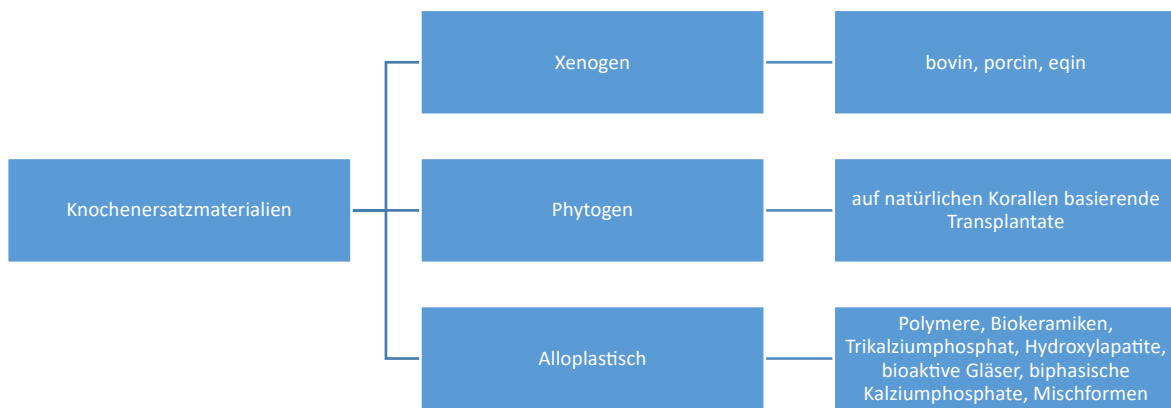 Xenogen
bovin, porcin, eqin
Knochenersatzmaterialien
Phytogen
auf natürlichen Korallen basierende
Transplantate
Alloplastisch
Polymere, Biokeramiken,
Trikalziumphosphat, Hydroxylapatite,
bioaktive Gläser, biphasische
Kalziumphosphate, Mischformen